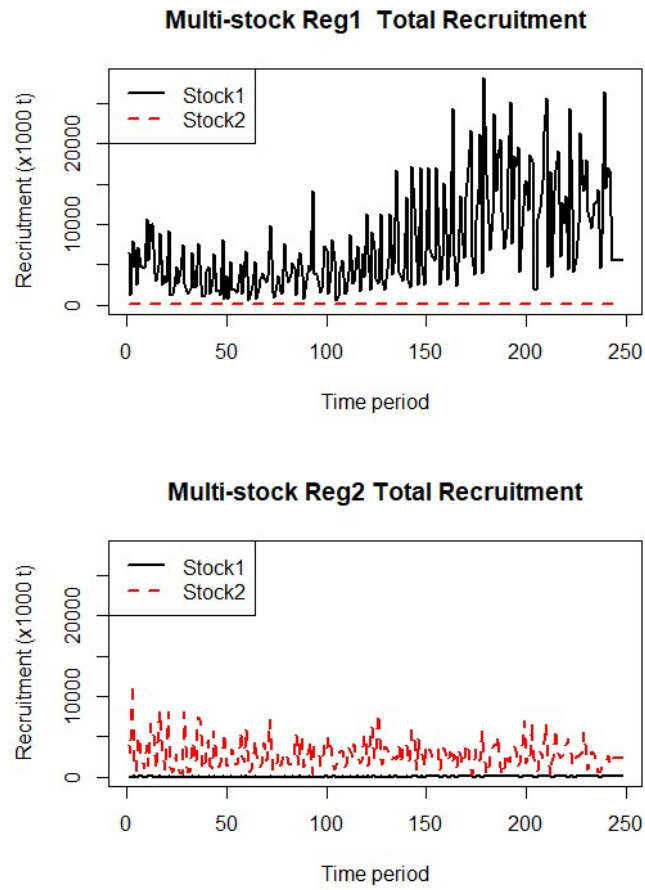 Multi-stock Reg1 Total Recruitment
Stock1
Stock2
Recriutment (x1000 t)
20000
10000
0
0 50 100 150 200 250
Time period
Multi-stock Reg2 Total Recruitment
Stock1
Stock2
Recruitment (x1000 t)
20000
10000
0
0 50 100 150 200 250
Time period